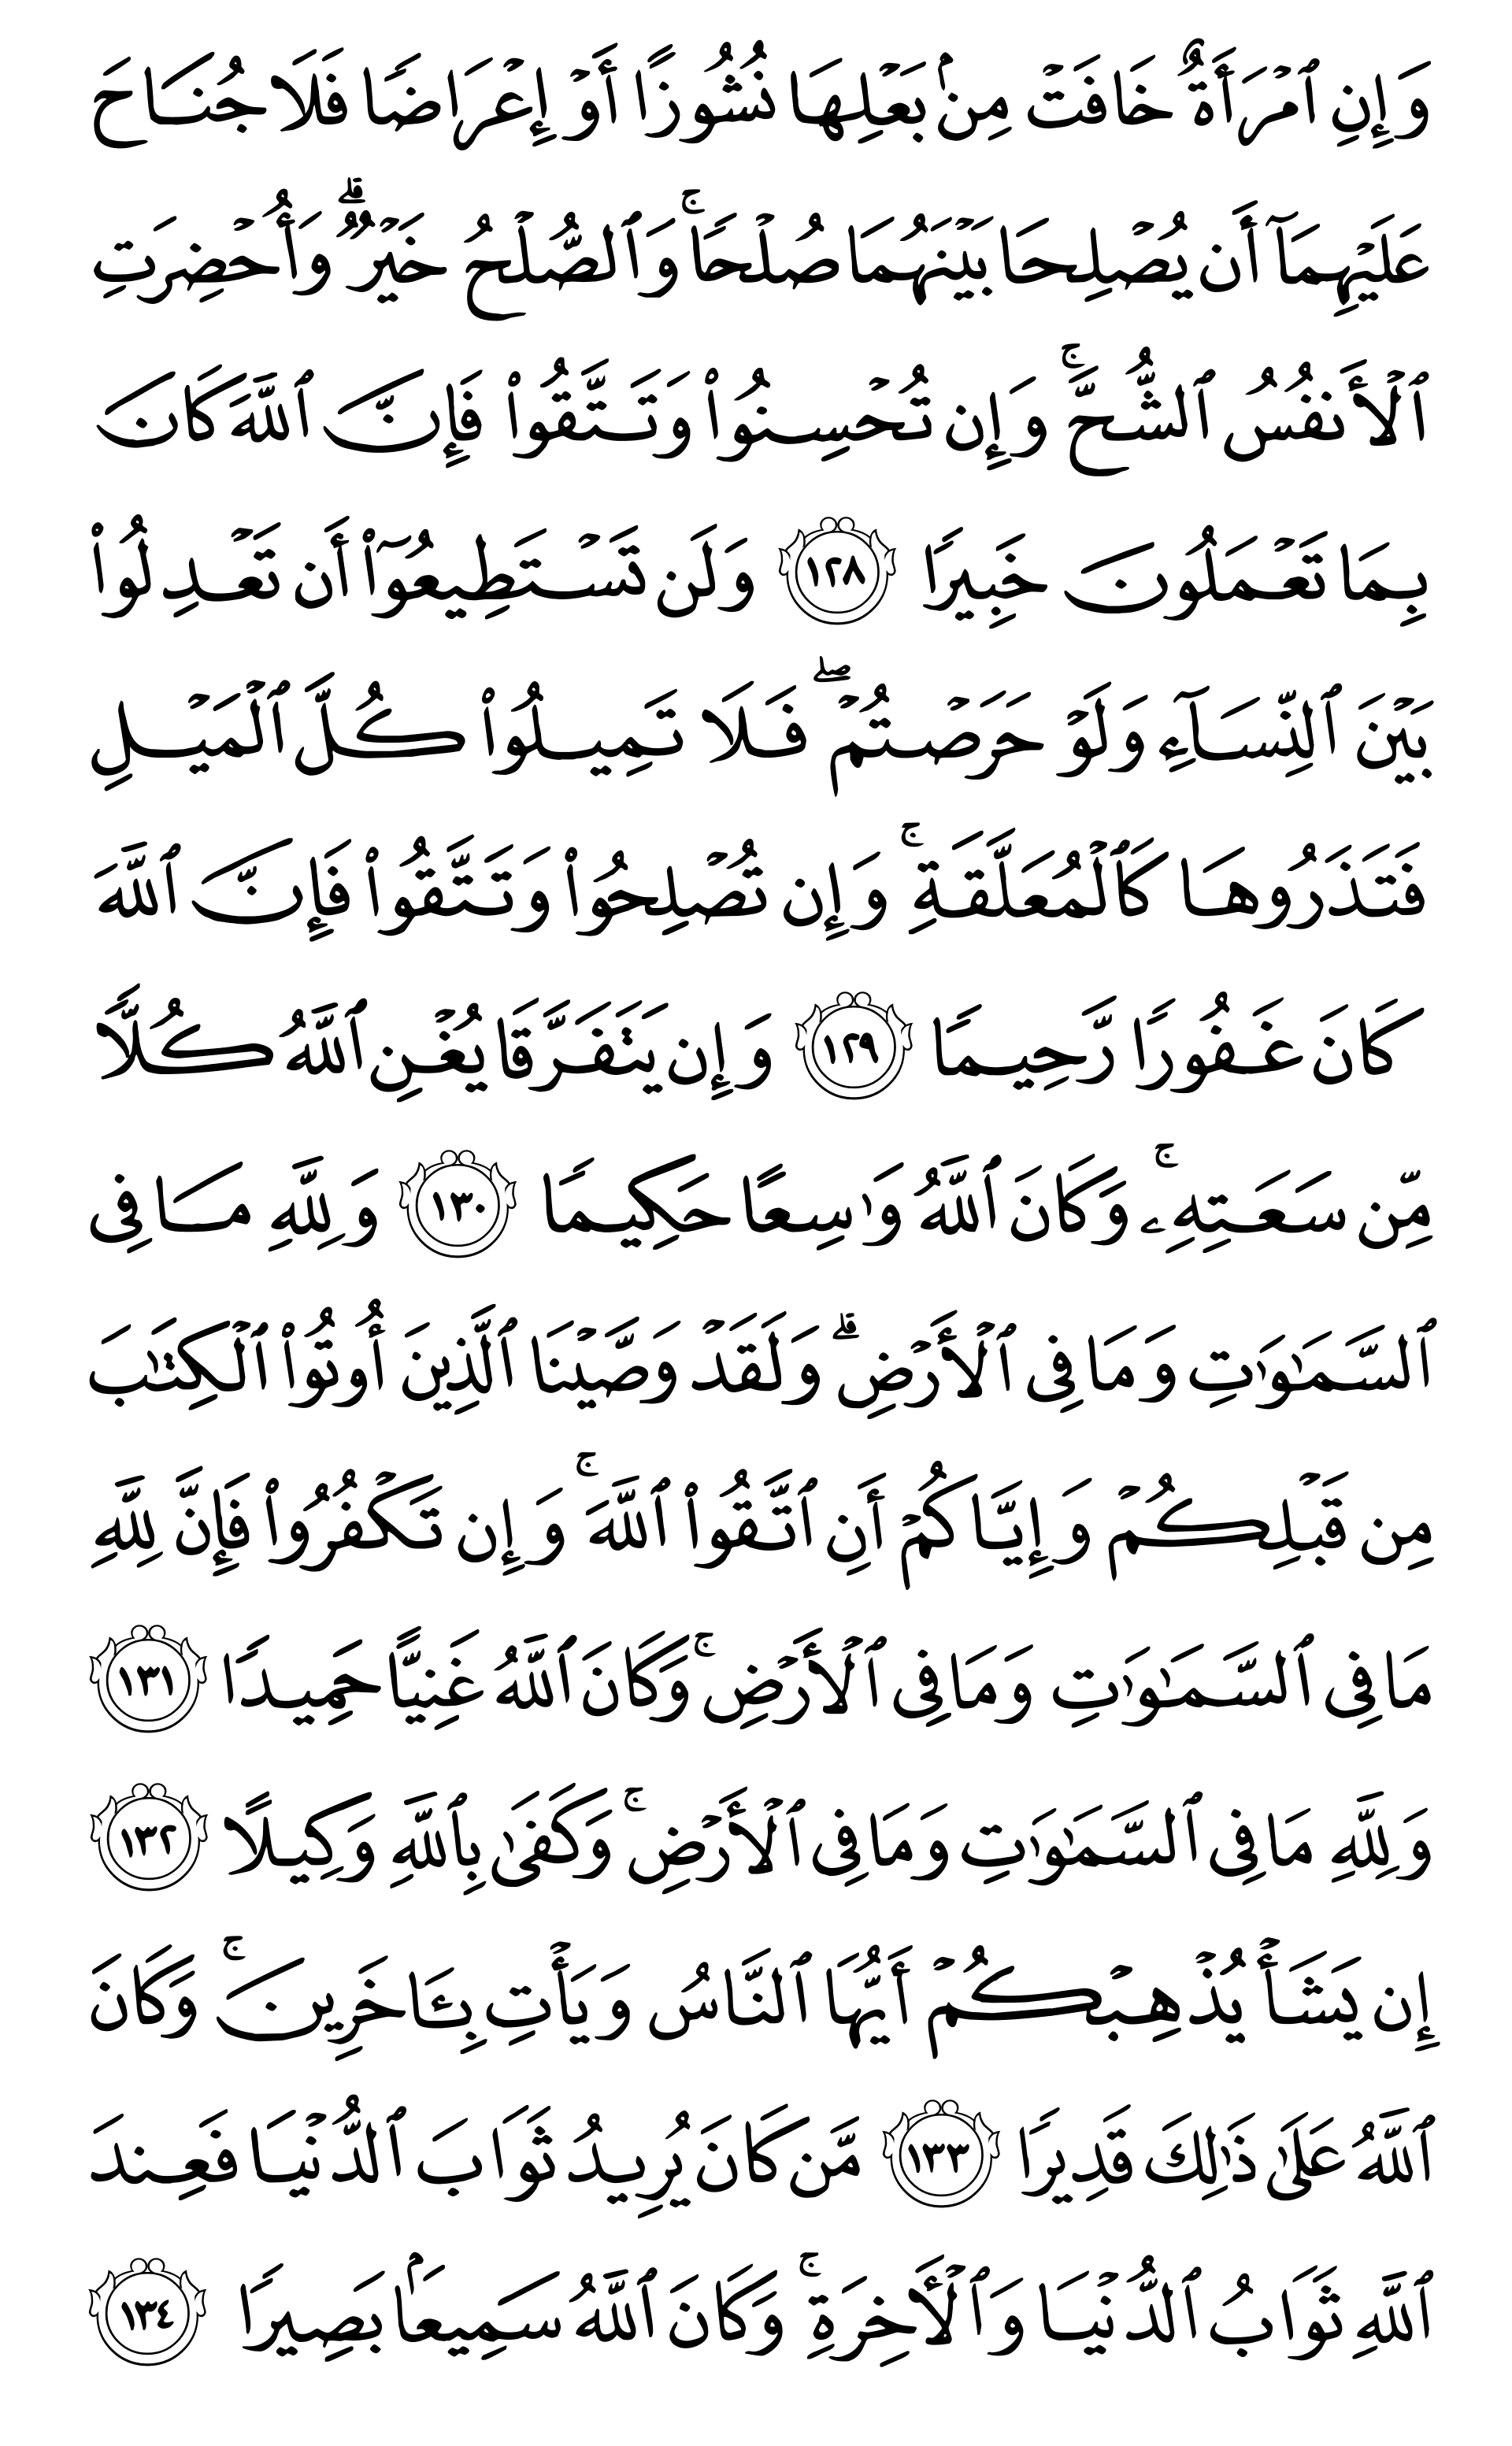 وَإِنِ ٱمۡرَأَةٌ خَافَتۡ مِنۢ بَعۡلِهَا نُشُوزًا أَوۡ إِعۡرَاضٗا فَلَا جُنَاحَ
عَلَيۡهِمَآ أَن يُصۡلِحَا بَيۡنَهُمَا صُلۡحٗاۚ وَٱلصُّلۡحُ خَيۡرٞۗ وَأُحۡضِرَتِ
ٱلۡأَنفُسُ ٱلشُّحَّۚ وَإِن تُحۡسِنُواْ وَتَتَّقُواْ فَإِنَّ ٱللَّهَ كَانَ
بِمَا تَعۡمَلُونَ خَبِيرٗا ١٢٨ وَلَن تَسۡتَطِيعُوٓاْ أَن تَعۡدِلُواْ
بَيۡنَ ٱلنِّسَآءِ وَلَوۡ حَرَصۡتُمۡۖ فَلَا تَمِيلُواْ كُلَّ ٱلۡمَيۡلِ
فَتَذَرُوهَا كَٱلۡمُعَلَّقَةِۚ وَإِن تُصۡلِحُواْ وَتَتَّقُواْ فَإِنَّ ٱللَّهَ
كَانَ غَفُورٗا رَّحِيمٗا ١٢٩ وَإِن يَتَفَرَّقَا يُغۡنِ ٱللَّهُ كُلّٗا
مِّن سَعَتِهِۦۚ وَكَانَ ٱللَّهُ وَٰسِعًا حَكِيمٗا ١٣٠ وَلِلَّهِ مَا فِي
ٱلسَّمَٰوَٰتِ وَمَا فِي ٱلۡأَرۡضِۗ وَلَقَدۡ وَصَّيۡنَا ٱلَّذِينَ أُوتُواْ ٱلۡكِتَٰبَ
مِن قَبۡلِكُمۡ وَإِيَّاكُمۡ أَنِ ٱتَّقُواْ ٱللَّهَۚ وَإِن تَكۡفُرُواْ فَإِنَّ لِلَّهِ
مَا فِي ٱلسَّمَٰوَٰتِ وَمَا فِي ٱلۡأَرۡضِۚ وَكَانَ ٱللَّهُ غَنِيًّا حَمِيدٗا ١٣١
وَلِلَّهِ مَا فِي ٱلسَّمَٰوَٰتِ وَمَا فِي ٱلۡأَرۡضِۚ وَكَفَىٰ بِٱللَّهِ وَكِيلًا ١٣٢
إِن يَشَأۡ يُذۡهِبۡكُمۡ أَيُّهَا ٱلنَّاسُ وَيَأۡتِ بِـَٔاخَرِينَۚ وَكَانَ
ٱللَّهُ عَلَىٰ ذَٰلِكَ قَدِيرٗا ١٣٣ مَّن كَانَ يُرِيدُ ثَوَابَ ٱلدُّنۡيَا فَعِندَ
ٱللَّهِ ثَوَابُ ٱلدُّنۡيَا وَٱلۡأٓخِرَةِۚ وَكَانَ ٱللَّهُ سَمِيعَۢا بَصِيرٗا ١٣٤